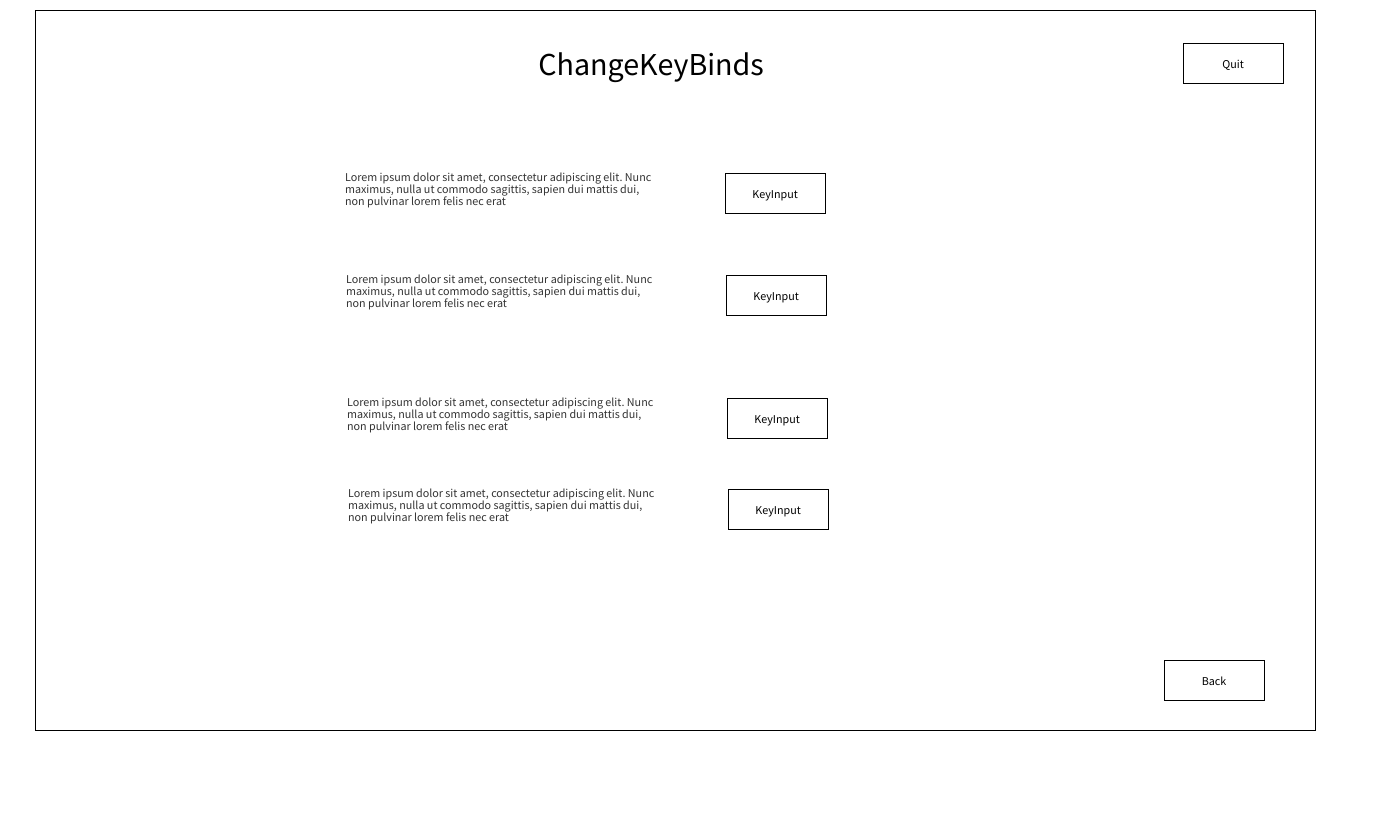 ChangeKeyBinds
Quit
Lorem ipsum dolor sit amet, consectetur adipiscing elit. Nunc
maximus, nulla ut commodo sagittis, sapien dui mattis dui,
non pulvinar lorem felis nec erat
KeyInput
Lorem ipsum dolor sit amet, consectetur adipiscing elit. Nunc
maximus, nulla ut commodo sagittis, sapien dui mattis dui,
non pulvinar lorem felis nec erat
KeyInput
Lorem ipsum dolor sit amet, consectetur adipiscing elit. Nunc
maximus, nulla ut commodo sagittis, sapien dui mattis dui,
non pulvinar lorem felis nec erat
KeyInput
Lorem ipsum dolor sit amet, consectetur adipiscing elit. Nunc
maximus, nulla ut commodo sagittis, sapien dui mattis dui,
non pulvinar lorem felis nec erat
KeyInput
Back